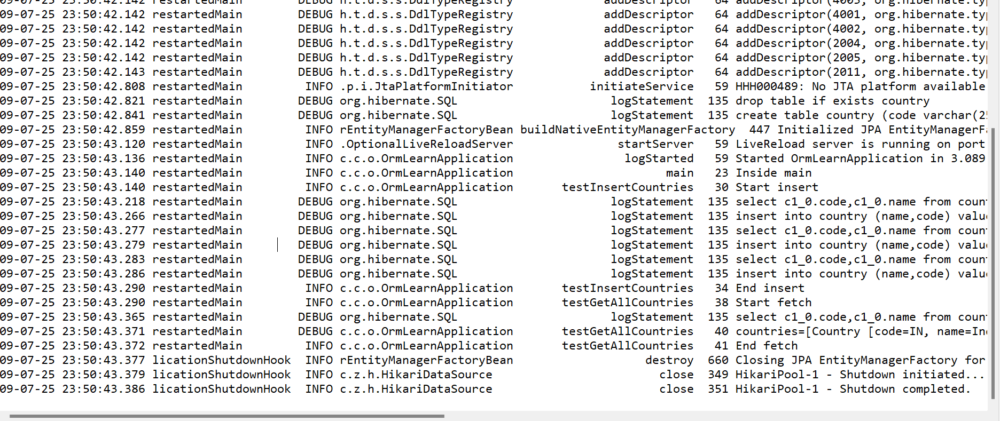 09-07-25 23:50:42.142 restartedMain DEBUG h.t.d.s.s.DdlTypeRegistry addDescriptor 64 addDescriptor(4003, org.hibernate.typ
09-07-25 23:50:42.142 restartedMain DEBUG h.t.d.s.s.DdlTypeRegistry addDescriptor 64 addDescriptor(4001, org.hibernate.typ
09-07-25 23:50:42.142 restartedMain DEBUG h.t.d.s.s.DdlTypeRegistry addDescriptor 64 addDescriptor(4002, org.hibernate.typ
09-07-25 23:50:42.142 restartedMain DEBUG h.t.d.s.s.DdlTypeRegistry addDescriptor 64 addDescriptor(2004, org.hibernate.typ
09-07-25 23:50:42.142 restartedMain DEBUG h.t.d.s.s.DdlTypeRegistry addDescriptor 64 addDescriptor(2005, org.hibernate.typ
09-07-25 23:50:42.143 restartedMain DEBUG h.t.d.s.s.DdlTypeRegistry addDescriptor 64 addDescriptor(2011, org.hibernate.typ
09-07-25 23:50:42.808 restartedMain INFO .p.i.JtaPlatformInitiator initiateService 59 HHH000489: No JTA platform available
09-07-25 23:50:42.821 restartedMain DEBUG org.hibernate.SQL logStatement 135 drop table if exists country
09-07-25 23:50:42.841 restartedMain DEBUG org.hibernate.SQL logStatement 135 create table country (code varchar(25
09-07-25 23:50:42.859 restartedMain INFO rEntityManagerFactoryBean buildNativeEntityManagerFactory 447 Initialized JPA EntityManagerFa
09-07-25 23:50:43.120 restartedMain INFO .OptionalLiveReloadServer startServer 59 LiveReload server is running on port
09-07-25 23:50:43.136 restartedMain INFO c.c.o.OrmLearnApplication logStarted 59 Started OrmLearnApplication in 3.089
09-07-25 23:50:43.140 restartedMain INFO c.c.o.OrmLearnApplication main 23 Inside main
09-07-25 23:50:43.140 restartedMain INFO c.c.o.OrmLearnApplication testInsertCountries 30 Start insert
09-07-25 23:50:43.218 restartedMain DEBUG org.hibernate.SQL logStatement 135 select c1_0.code,c1_0.name from count
09-07-25 23:50:43.266 restartedMain DEBUG org.hibernate.SQL logStatement 135 insert into country (name,code) value
09-07-25 23:50:43.277 restartedMain DEBUG org.hibernate.SQL logStatement 135 select c1_0.code,c1_0.name from count
09-07-25 23:50:43.279 restartedMain DEBUG org.hibernate.SQL logStatement 135 insert into country (name,code) value
09-07-25 23:50:43.283 restartedMain DEBUG org.hibernate.SQL logStatement 135 select c1_0.code,c1_0.name from count
09-07-25 23:50:43.286 restartedMain DEBUG org.hibernate.SQL logStatement 135 insert into country (name,code) value
09-07-25 23:50:43.290 restartedMain INFO c.c.o.OrmLearnApplication testInsertCountries 34 End insert
09-07-25 23:50:43.290 restartedMain INFO c.c.o.OrmLearnApplication testGetAllCountries 38 Start fetch
09-07-25 23:50:43.365 restartedMain DEBUG org.hibernate.SQL logStatement 135 select c1_0.code,c1_0.name from count
09-07-25 23:50:43.371 restartedMain DEBUG c.c.o.OrmLearnApplication testGetAllCountries 40 countries=[Country [code=IN, name=Ind
09-07-25 23:50:43.372 restartedMain INFO c.c.o.OrmLearnApplication testGetAllCountries 41 End fetch
09-07-25 23:50:43.377 licationShutdownHook INFO rEntityManagerFactoryBean destroy 660 Closing JPA EntityManagerFactory for
09-07-25 23:50:43.379 licationShutdownHook INFO c.z.h.HikariDataSource close 349 HikariPool-1 - Shutdown initiated...
09-07-25 23:50:43.386 licationShutdownHook INFO c.z.h.HikariDataSource close 351 HikariPool-1 - Shutdown completed.